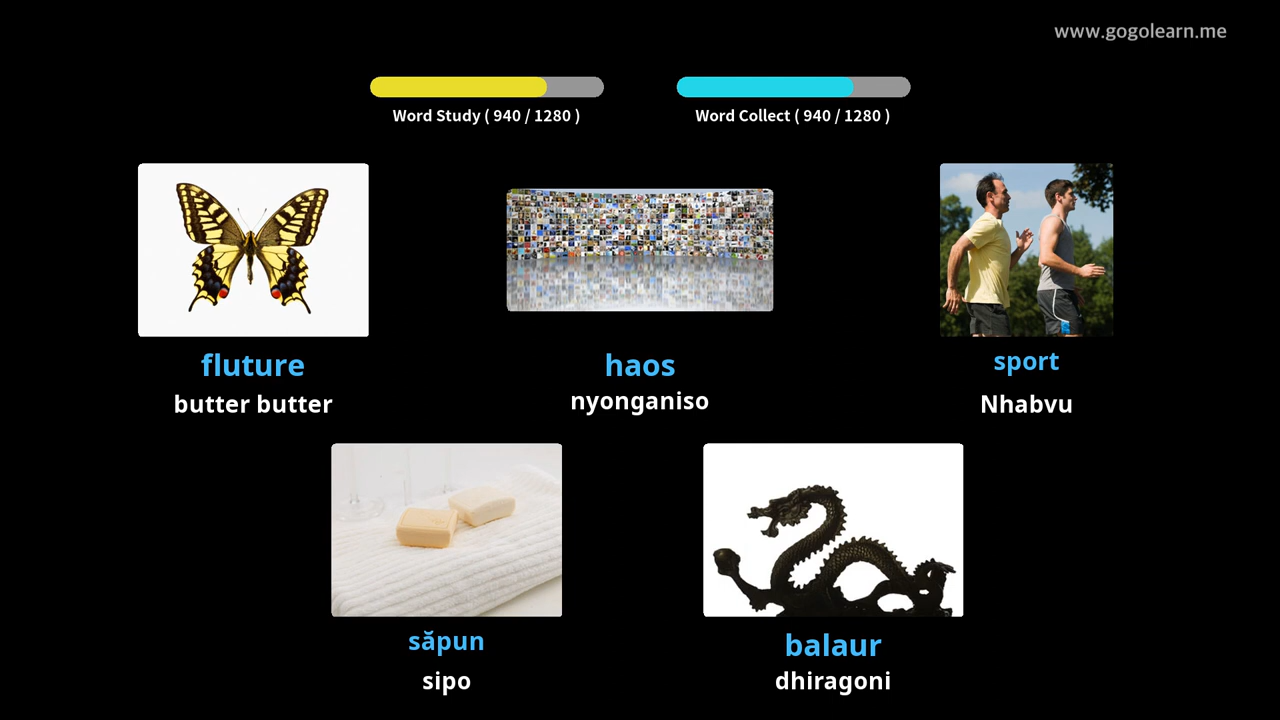 www.gogolearn.me
Word Study ( 940 / 1280 )
Word Collect ( 940 / 1280 )
fluture
butter butter
haos
nyonganiso
sport
Nhabvu
săpun
sipo
balaur
dhiragoni